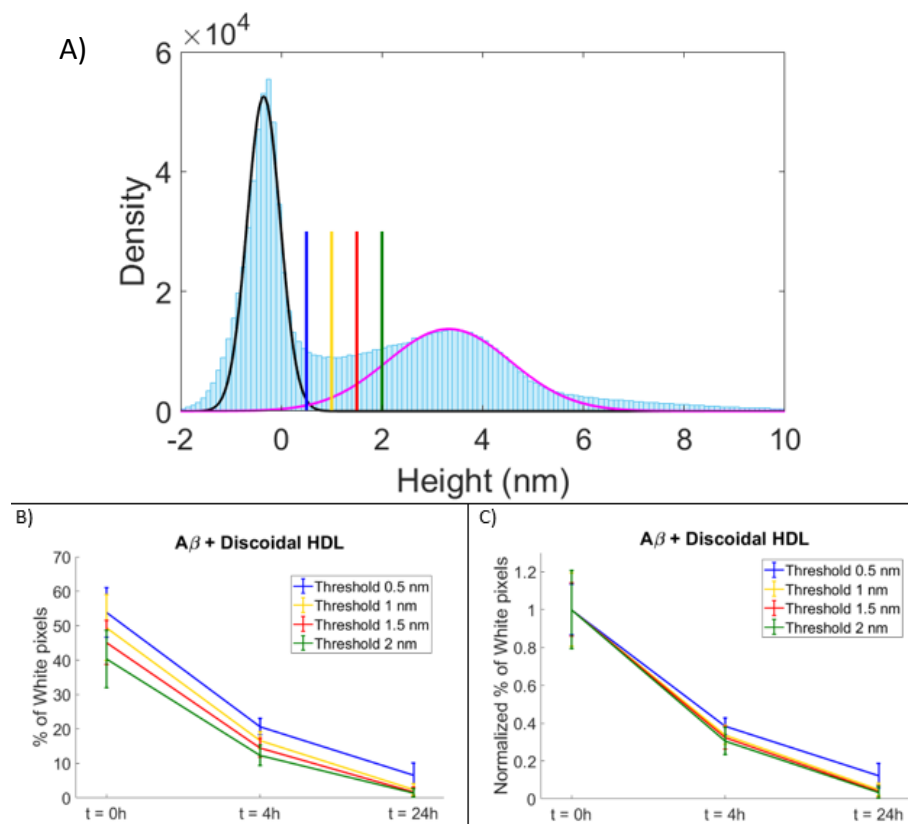 A)
×10⁴
6
4
2
0
Density
-2 0 2 4 6 8 10
Height (nm)
B)
Aβ + Discoidal HDL
70
60
50
40
30
20
10
0
% of White pixels
Threshold 0.5 nm
Threshold 1 nm
Threshold 1.5 nm
Threshold 2 nm
t = 0h t = 4h t = 24h
C)
Aβ + Discoidal HDL
1.2
1
0.8
0.6
0.4
0.2
0
Normalized % of White pixels
Threshold 0.5 nm
Threshold 1 nm
Threshold 1.5 nm
Threshold 2 nm
t = 0h t = 4h t = 24h